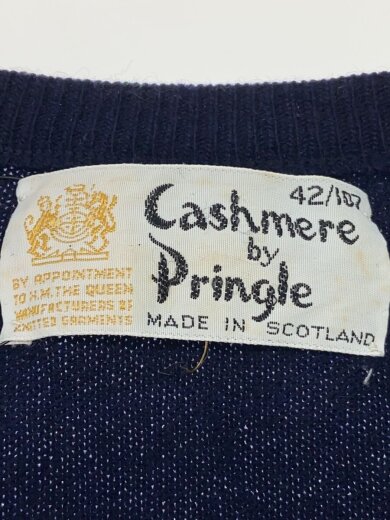 42/107
Cashmere
by
Pringle
MADE IN SCOTLAND
BY APPOINTMENT
TO H.M. THE QUEEN
MANUFACTURERS OF
KNITTED GARMENTS